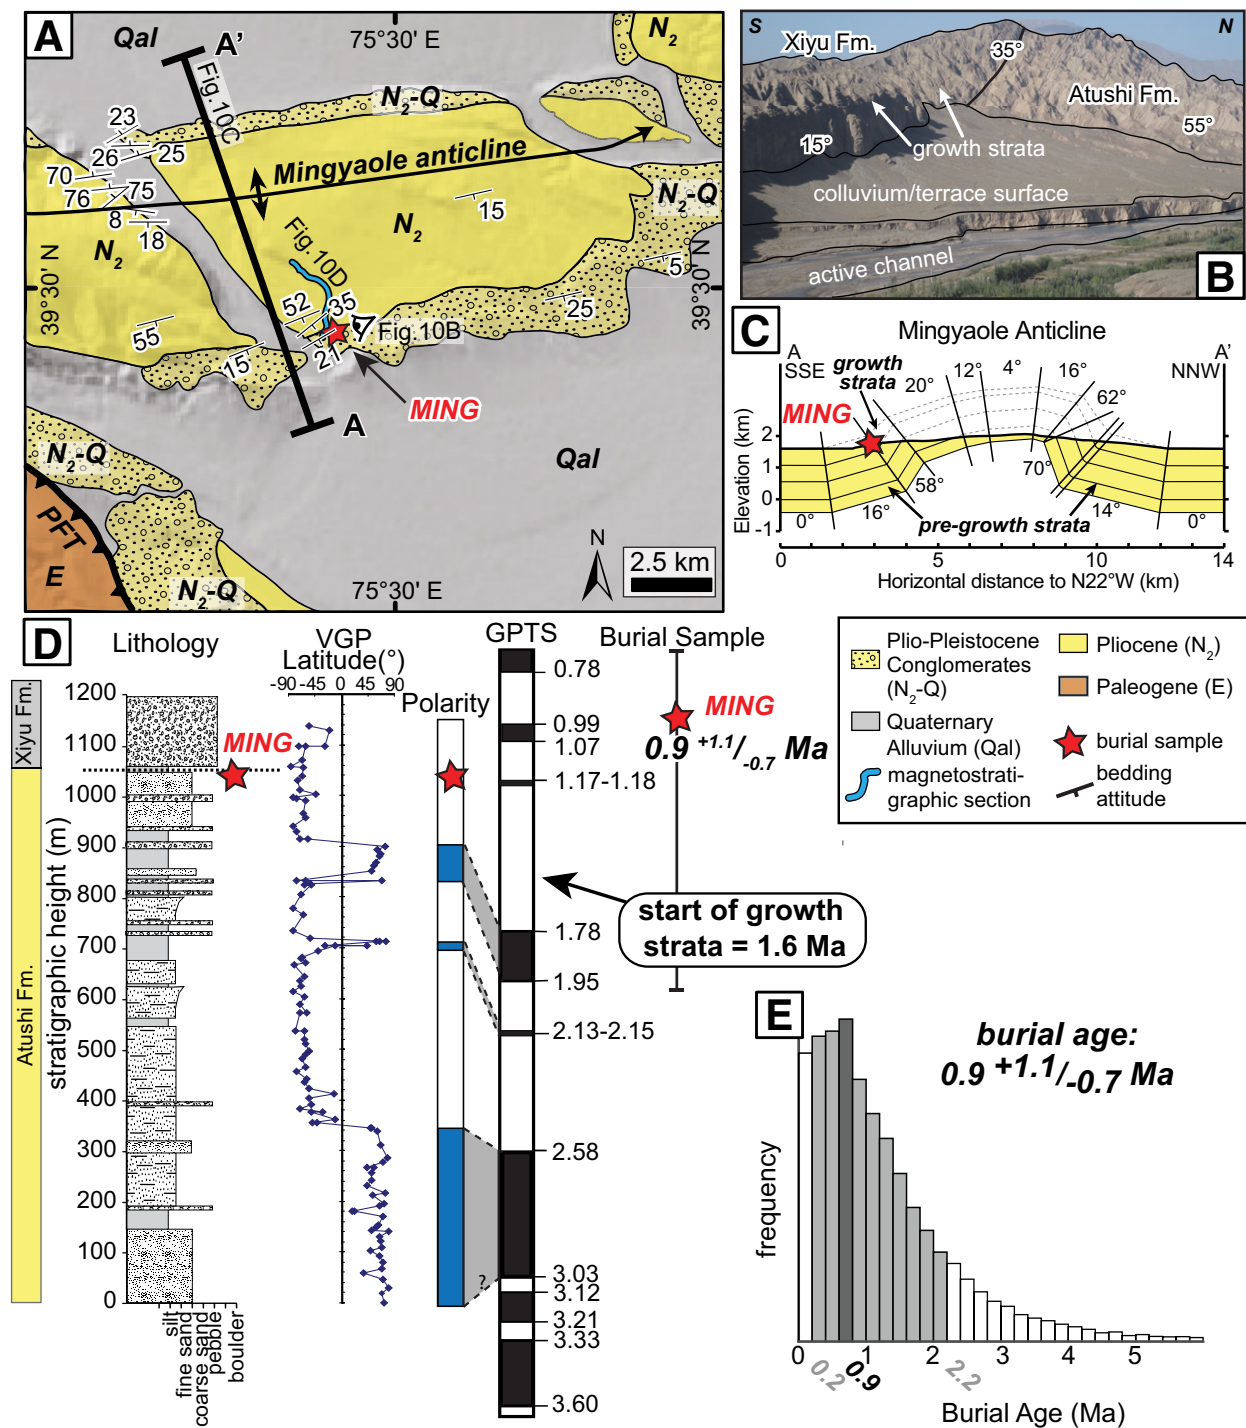 A
Qal
75°30' E
A'
N2
Fig. 10C
N2-Q
23
26
25
70
76
75
8
18
Mingyaole anticline
N2-Q
15
N2
N2
39°30' N
Fig. 10D
52
35
5
39°30' N
25
55
Fig. 10B
15
21
MING
A
N2-Q
Qal
PFT
E
N2-Q
75°30' E
N
2.5 km
B
S
N
Xiyu Fm.
35°
Atushi Fm.
15°
growth strata
55°
colluvium/terrace surface
active channel
C
Mingyaole Anticline
A
SSE
A'
NNW
growth
strata
20°
12°
4°
16°
62°
MING
Elevation (km)
2
1
0
-1
58°
70°
0°
16°
pre-growth strata
14°
0°
0
5
10
14
Horizontal distance to N22°W (km)
D
Lithology
VGP
Latitude(°)
-90
-45
0
45
90
Polarity
GPTS
Burial Sample
MING
0.9 +1.1/-0.7 Ma
Xiyu Fm.
Atushi Fm.
stratigraphic height (m)
1200
1100
1000
900
800
700
600
500
400
300
200
100
0
MING
silt
fine sand
coarse sand
pebble
boulder
0.78
0.99
1.07
1.17-1.18
1.78
1.95
2.13-2.15
2.58
3.03
3.12
3.21
3.33
3.60
?
start of growth
strata = 1.6 Ma
Plio-Pleistocene
Conglomerates
(N2-Q)
Quaternary
Alluvium (Qal)
magnetostrati-
graphic section
Pliocene (N2)
Paleogene (E)
burial sample
bedding
attitude
E
burial age:
0.9 +1.1/-0.7 Ma
frequency
0
1
2
3
4
5
0.2
0.9
2.2
Burial Age (Ma)